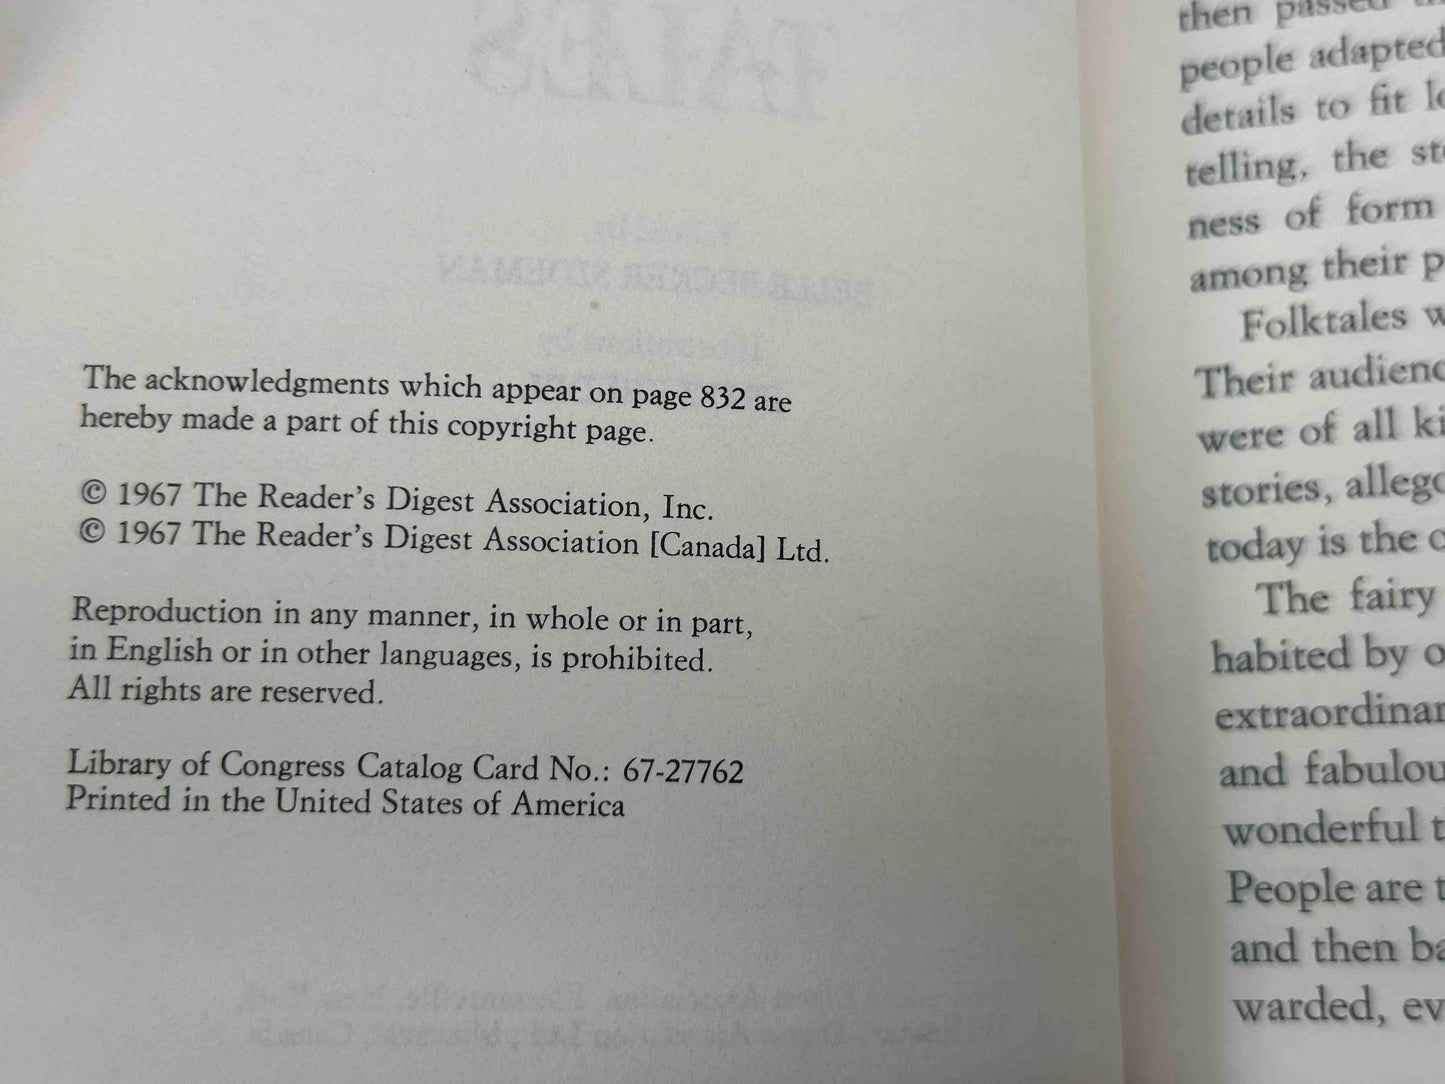 The acknowledgments which appear on page 832 are
hereby made a part of this copyright page.
© 1967 The Reader's Digest Association, Inc.
© 1967 The Reader's Digest Association [Canada] Ltd.
Reproduction in any manner, in whole or in part,
in English or in other languages, is prohibited.
All rights are reserved.
Library of Congress Catalog Card No.: 67-27762
Printed in the United States of America
then passed
people adapted
details to fit
telling, the
ness of form
among their
Folktales
Their audienc
were of all
stories, allego
today is the
The fairy
habited by
extraordinar
and fabulou
wonderful
People are
and then
warded,